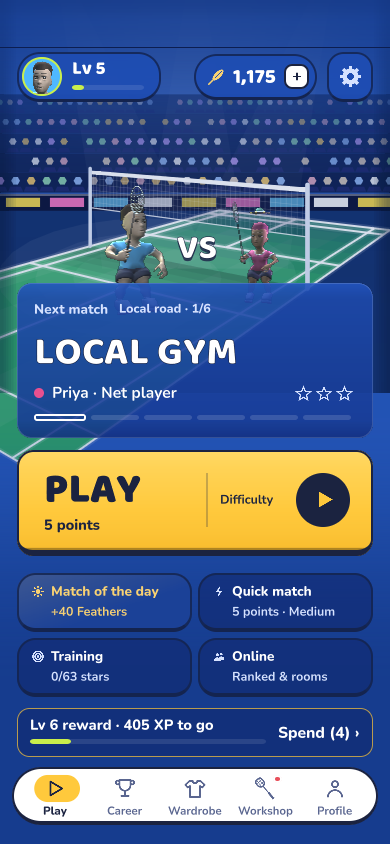 Lv 5
1,175
VS
Next match Local road · 1/6
LOCAL GYM
Priya · Net player
PLAY
5 points
Difficulty
Match of the day
+40 Feathers
Quick match
5 points · Medium
Training
0/63 stars
Online
Ranked & rooms
Lv 6 reward · 405 XP to go
Spend (4) ›
Play
Career
Wardrobe
Workshop
Profile